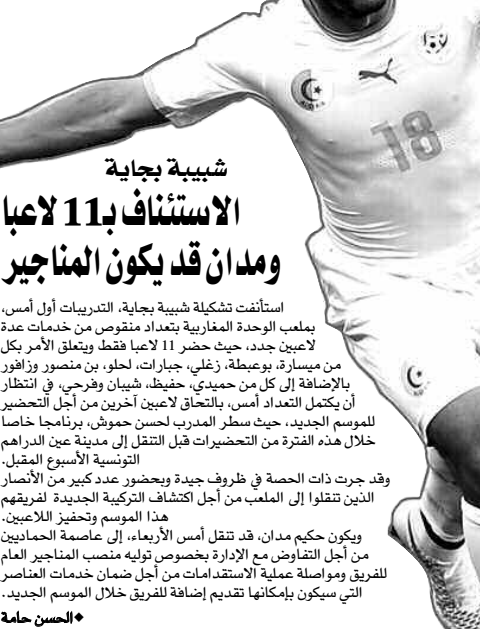 18
شبيبة بجاية
الاستئناف بـ11 لاعبا
ومدان قد يكون المناجير
استأنفت تشكيلة شبيبة بجاية، التدريبات أول أمس،
بملعب الوحدة المغاربية بتعداد منقوص من خدمات عدة
لاعبين جدد، حيث حضر 11 لاعبا فقط ويتعلق الأمر بكل
من ميسارة، بوعبطة، زغلي، جبارات، لحلو، بن منصور وزافور
بالإضافة إلى كل من حميدي، حفيظ، شيبان وفرحي، في انتظار
أن يكتمل التعداد أمس، بالتحاق لاعبين آخرين من أجل التحضير
للموسم الجديد، حيث سطر المدرب لحسن حموش، برنامجا خاصا
خلال هذه الفترة من التحضيرات قبل التنقل إلى مدينة عين الدراهم
التونسية الأسبوع المقبل.
وقد جرت ذات الحصة في ظروف جيدة وبحضور عدد كبير من الأنصار
الذين تنقلوا إلى الملعب من أجل اكتشاف التركيبة الجديدة لفريقهم
هذا الموسم وتحفيز اللاعبين.
ويكون حكيم مدان، قد تنقل أمس الأربعاء، إلى عاصمة الحماديين
من أجل التفاوض مع الإدارة بخصوص توليه منصب المناجير العام
للفريق ومواصلة عملية الاستقدامات من أجل ضمان خدمات العناصر
التي سيكون بإمكانها تقديم إضافة للفريق خلال الموسم الجديد.
◆الحسن حامة